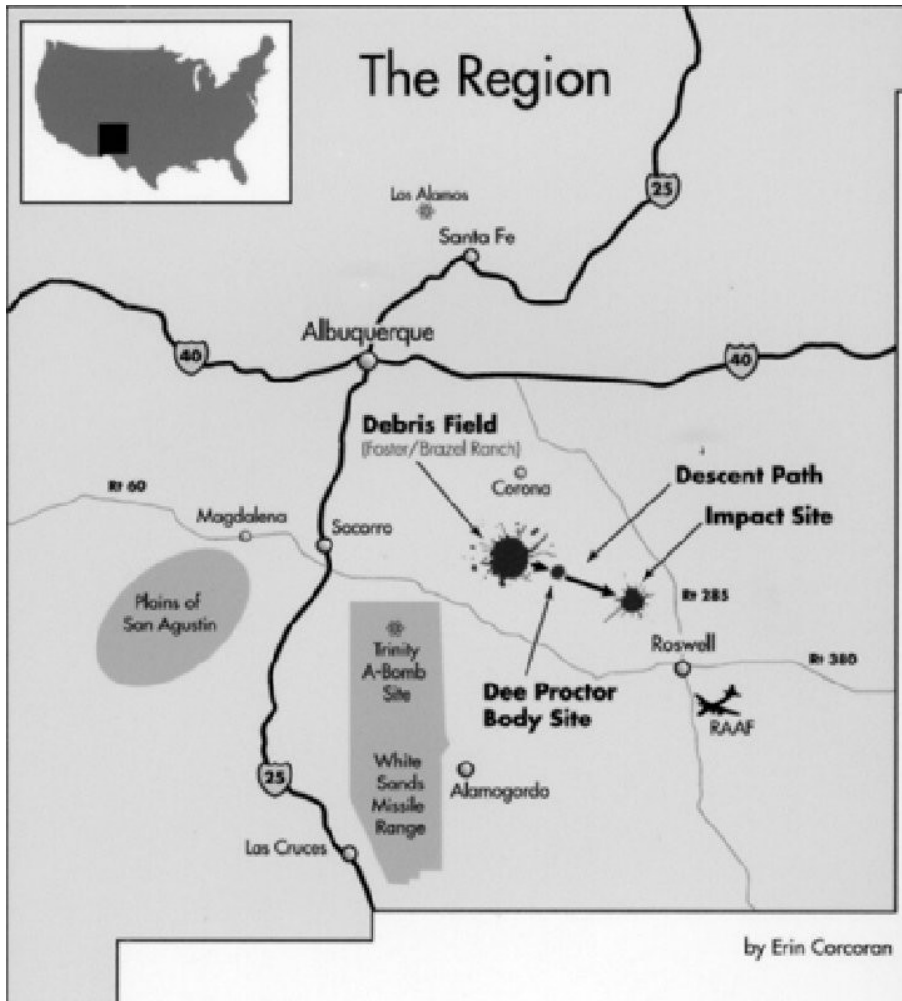 The Region
25
Los Alamos
Santa Fe
Albuquerque
40
40
Debris Field
(Foster/Brazel Ranch)
Corona
Descent Path
Impact Site
Rt 60
Magdalena
Socorro
Plains of
San Agustin
Rt 285
Trinity
A-Bomb
Site
Roswell
Rt 380
Dee Proctor
Body Site
RAAF
White
Sands
Missile
Range
25
Alamogordo
Las Cruces
by Erin Corcoran